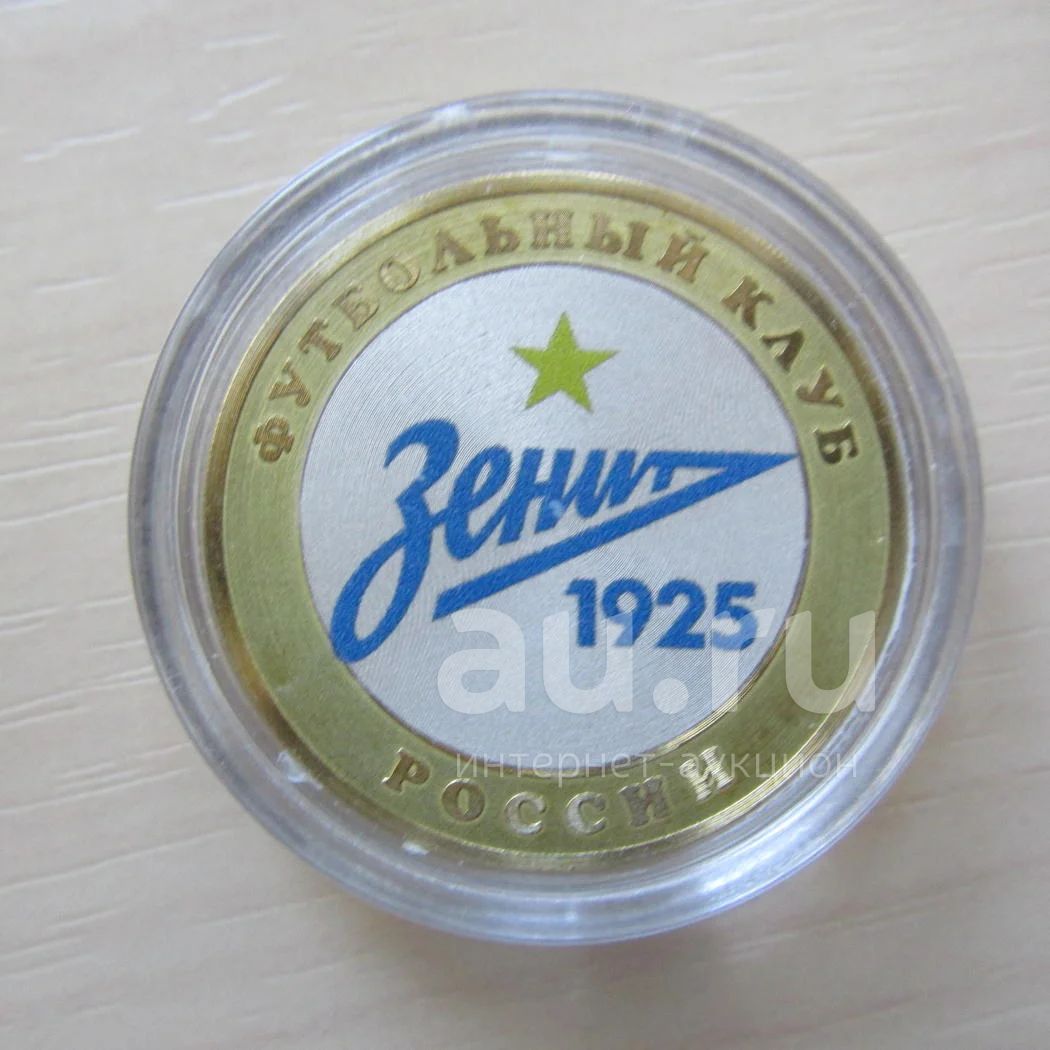 ФУТБОЛЬНЫЙ КЛУБ
Зенит
1925
РОССИИ
au.ru
интернет-аукцион